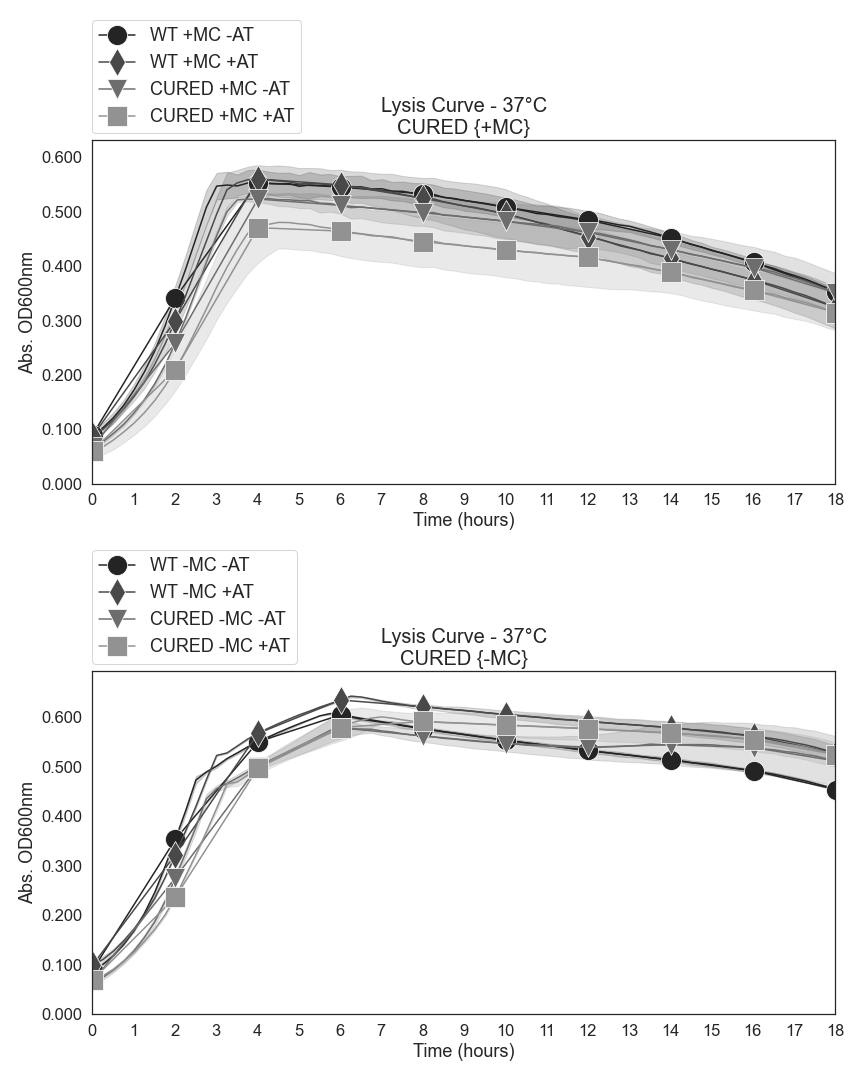 WT +MC -AT
WT +MC +AT
CURED +MC -AT
CURED +MC +AT
Lysis Curve - 37°C
CURED {+MC}
Abs. OD600nm
0.600
0.500
0.400
0.300
0.200
0.100
0.000
0 1 2 3 4 5 6 7 8 9 10 11 12 13 14 15 16 17 18
Time (hours)
WT -MC -AT
WT -MC +AT
CURED -MC -AT
CURED -MC +AT
Lysis Curve - 37°C
CURED {-MC}
Abs. OD600nm
0.600
0.500
0.400
0.300
0.200
0.100
0.000
0 1 2 3 4 5 6 7 8 9 10 11 12 13 14 15 16 17 18
Time (hours)